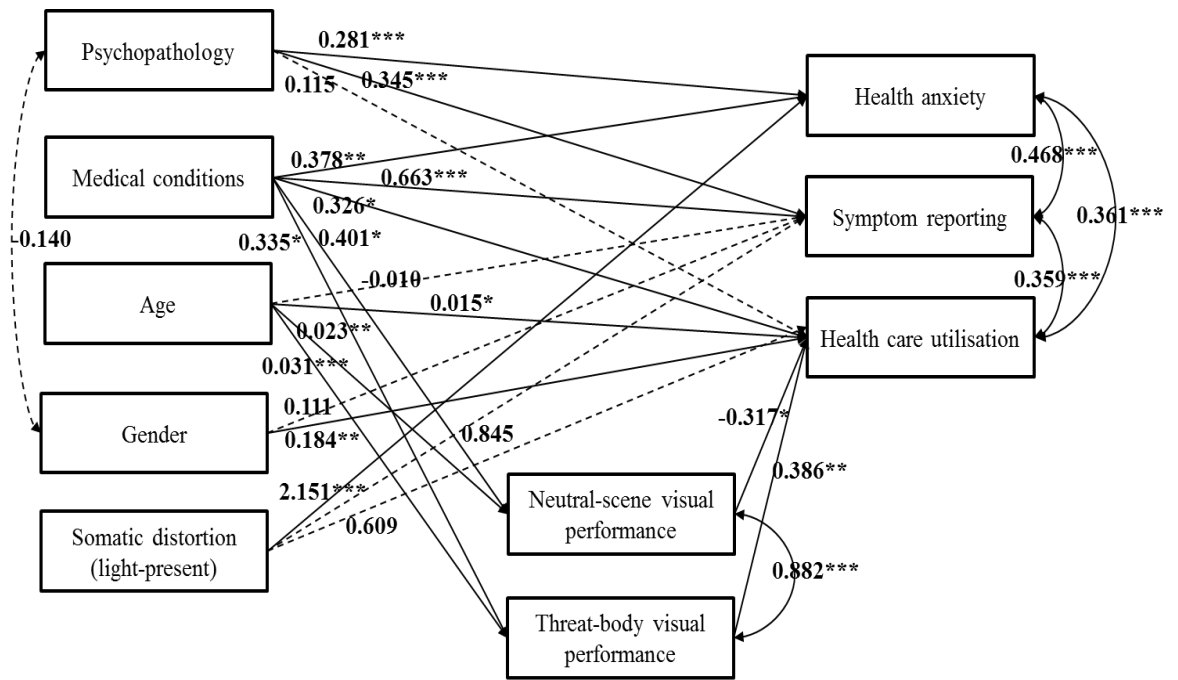 Psychopathology
0.281***
0.115
0.345***
Health anxiety
Medical conditions
0.378**
0.663***
0.326*
0.468***
Symptom reporting
0.361***
-0.140
0.335*
0.401*
-0.010
0.359***
Age
0.015*
0.023**
Health care utilisation
0.031***
0.111
Gender
0.184**
0.845
-0.317*
0.386**
2.151***
0.609
Somatic distortion
(light-present)
Neutral-scene visual
performance
0.882***
Threat-body visual
performance